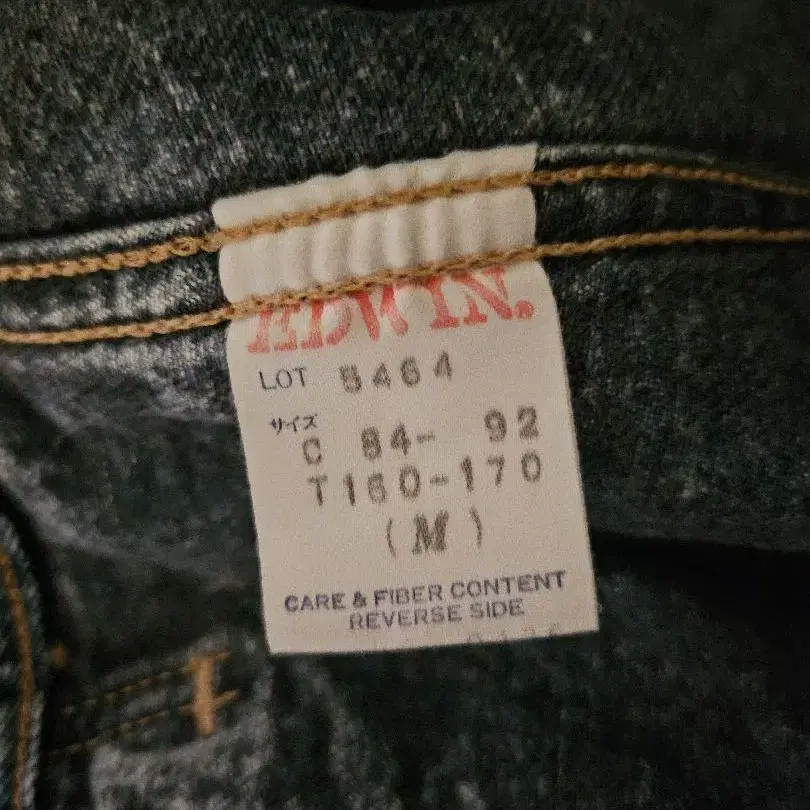 EDWIN.
LOT 5464
サイズ
C 84- 92
T160-170
(M)
CARE & FIBER CONTENT
REVERSE SIDE